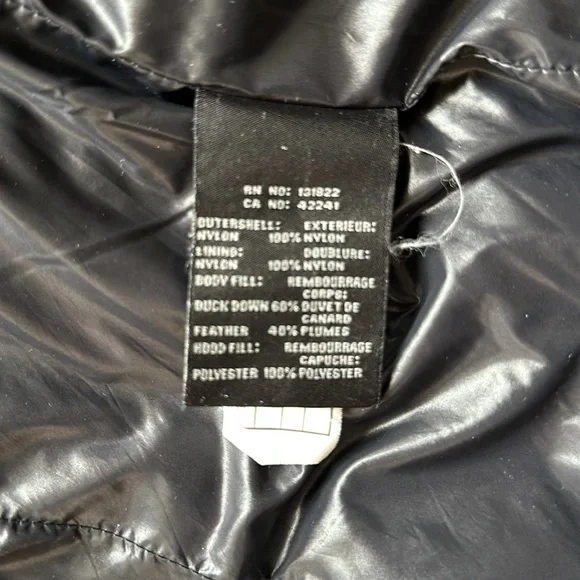 RN NO: 131822
CA NO: 42241
OUTERSHELL: EXTERIEUR:
NYLON 100% NYLON
LINING: DOUBLURE:
NYLON 100% NYLON
BODY FILL: REMBOURRAGE
CORPS:
DUCK DOWN 60% DUVET DE
CANARD
FEATHER 40% PLUMES
HOOD FILL: REMBOURRAGE
CAPUCHE:
POLYESTER 100% POLYESTER